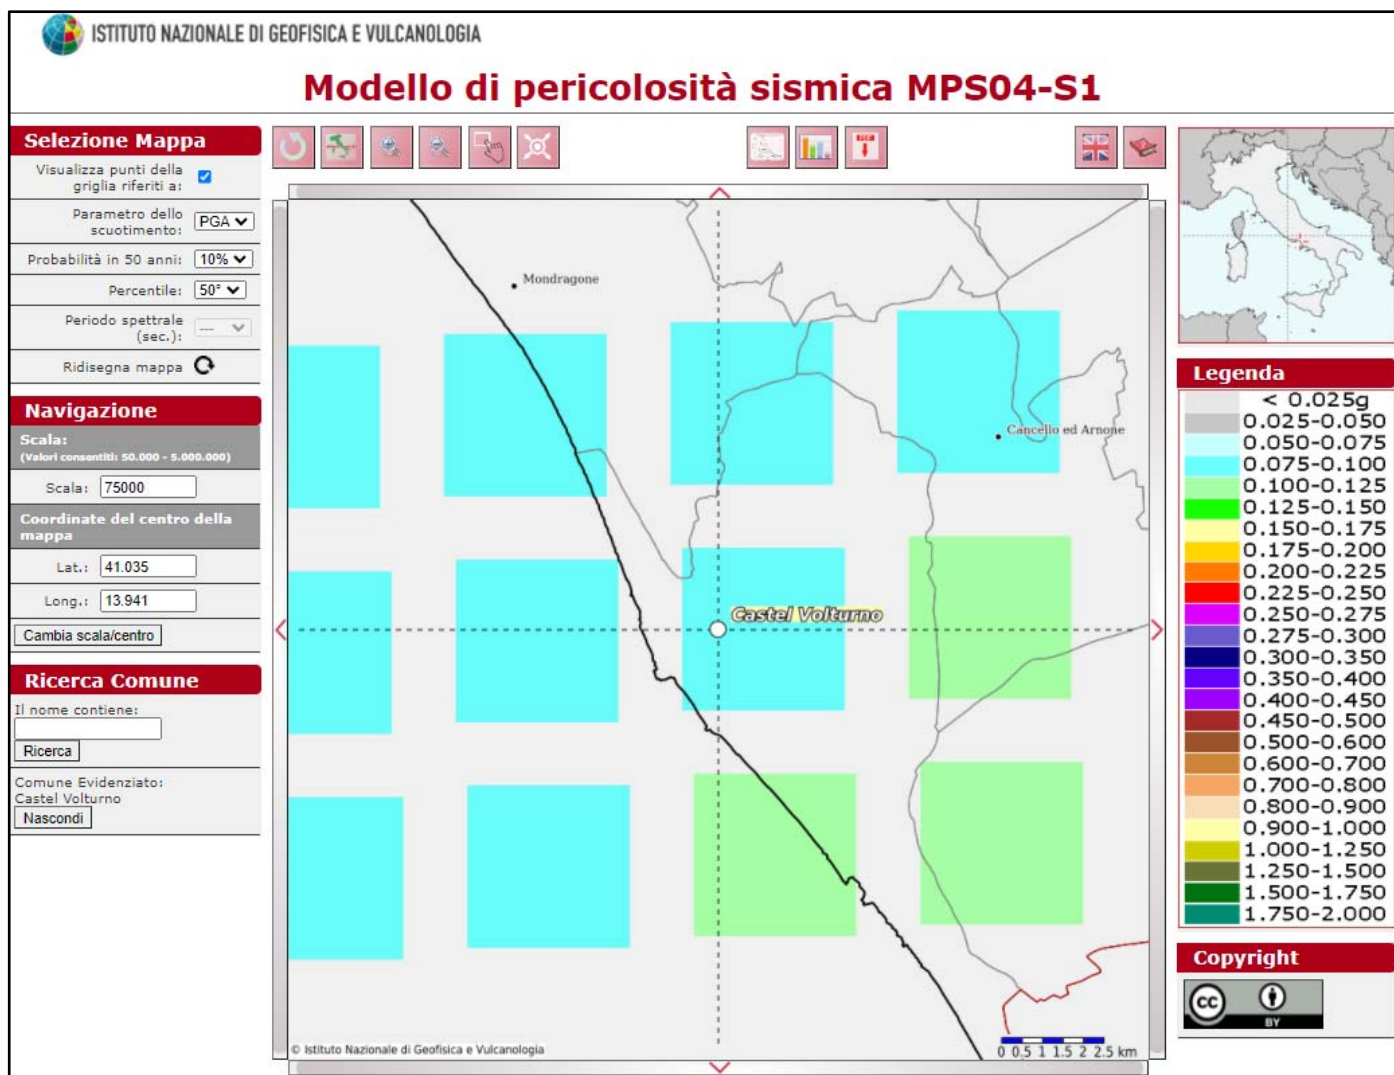 ISTITUTO NAZIONALE DI GEOFISICA E VULCANOLOGIA
Modello di pericolosità sismica MPS04-S1
Selezione Mappa
Visualizza punti della
griglia riferiti a:
Parametro dello
scuotimento: PGA
Probabilità in 50 anni: 10%
Percentile: 50°
Periodo spettrale
(sec.): ---
Ridisegna mappa
Navigazione
Scala:
(Valori consentiti: 50.000 - 5.000.000)
Scala: 75000
Coordinate del centro della
mappa
Lat.: 41.035
Long.: 13.941
Cambia scala/centro
Ricerca Comune
Il nome contiene:
Ricerca
Comune Evidenziato:
Castel Volturno
Nascondi
PDF
Mondragone
Cancello ed Arnone
Castel Volturno
© Istituto Nazionale di Geofisica e Vulcanologia
0 0.5 1 1.5 2 2.5 km
Legenda
< 0.025g
0.025-0.050
0.050-0.075
0.075-0.100
0.100-0.125
0.125-0.150
0.150-0.175
0.175-0.200
0.200-0.225
0.225-0.250
0.250-0.275
0.275-0.300
0.300-0.350
0.350-0.400
0.400-0.450
0.450-0.500
0.500-0.600
0.600-0.700
0.700-0.800
0.800-0.900
0.900-1.000
1.000-1.250
1.250-1.500
1.500-1.750
1.750-2.000
Copyright
cc
BY